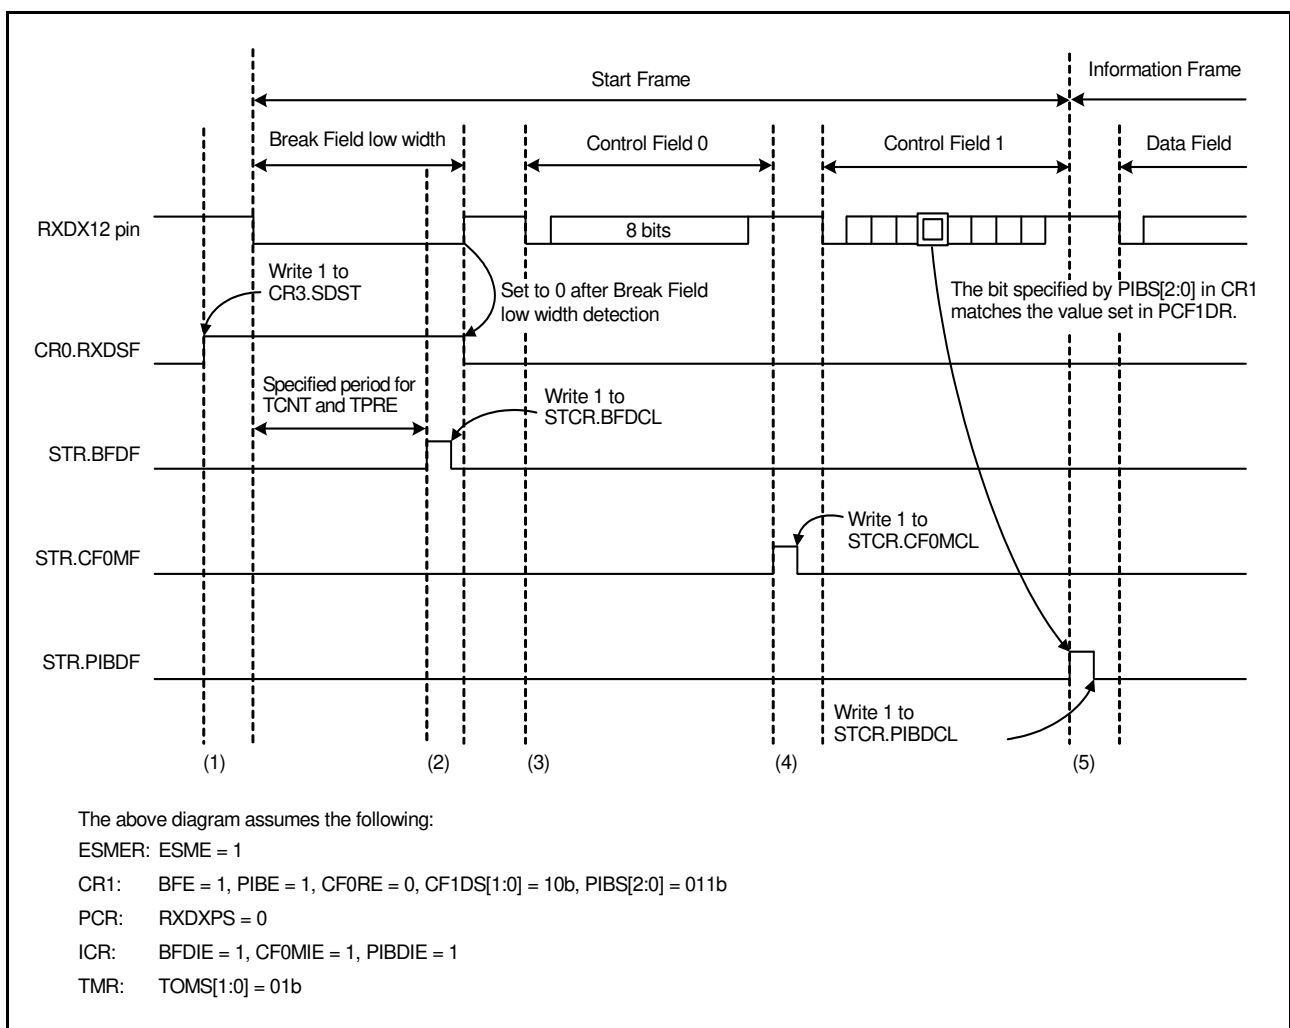 Start Frame
Information Frame
Break Field low width
Control Field 0
Control Field 1
Data Field
RXDX12 pin
8 bits
Write 1 to
CR3.SDST
Set to 0 after Break Field
low width detection
The bit specified by PIBS[2:0] in CR1
matches the value set in PCF1DR.
CR0.RXDSF
Specified period for
TCNT and TPRE
Write 1 to
STCR.BFDCL
STR.BFDF
Write 1 to
STCR.CF0MCL
STR.CF0MF
STR.PIBDF
Write 1 to
STCR.PIBDCL
(1) (2) (3) (4) (5)
The above diagram assumes the following:
ESMER: ESME = 1
CR1: BFE = 1, PIBE = 1, CF0RE = 0, CF1DS[1:0] = 10b, PIBS[2:0] = 011b
PCR: RXDXPS = 0
ICR: BFDIE = 1, CF0MIE = 1, PIBDIE = 1
TMR: TOMS[1:0] = 01b